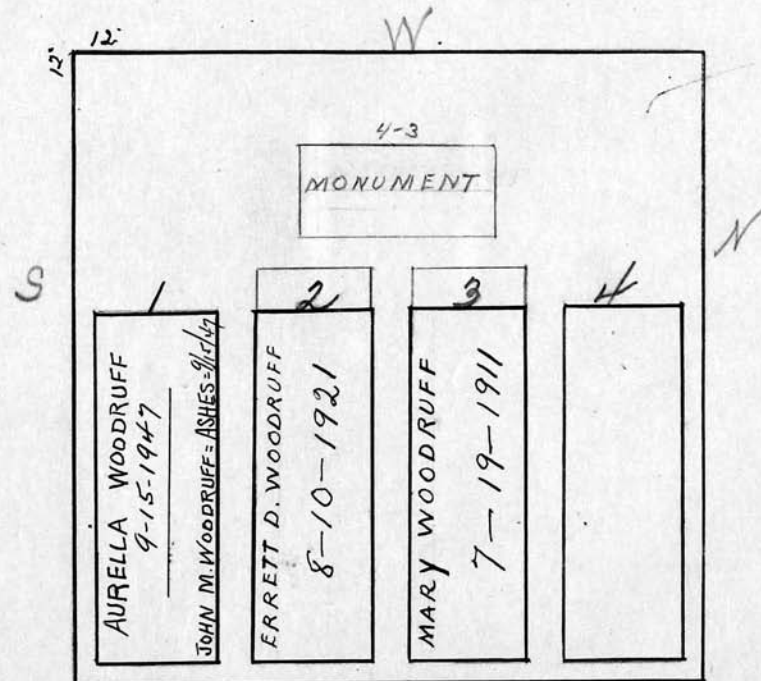 12'
W.
12'
4-3
MONUMENT
S
N
1
2
3
4
AURELLA WOODRUFF
9-15-1947
JOHN M. WOODRUFF = ASHES = 9/15/47
ERRETT D. WOODRUFF
8-10-1921
MARY WOODRUFF
7-19-1911